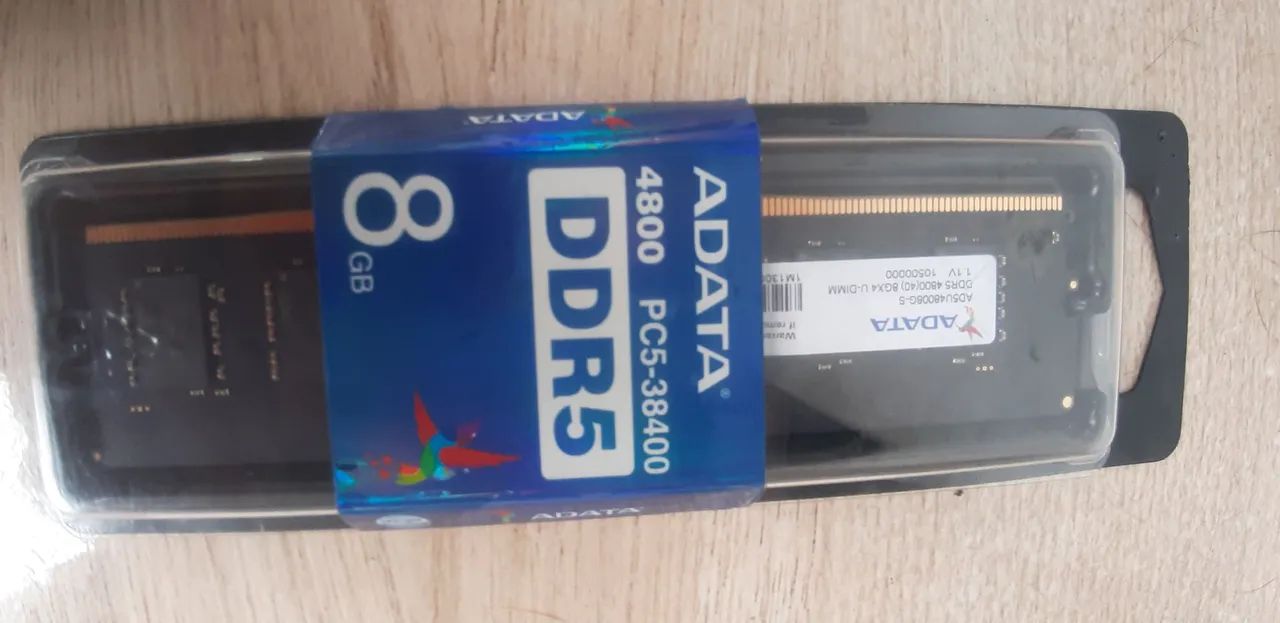 ADATA
ADATA®
4800 PC5-38400
DDR5
8
GB
ADATA
ADATA
AD5U48008G-S
DDR5 4800(40) 8GX4 U-DIMM
1.1V 10500000